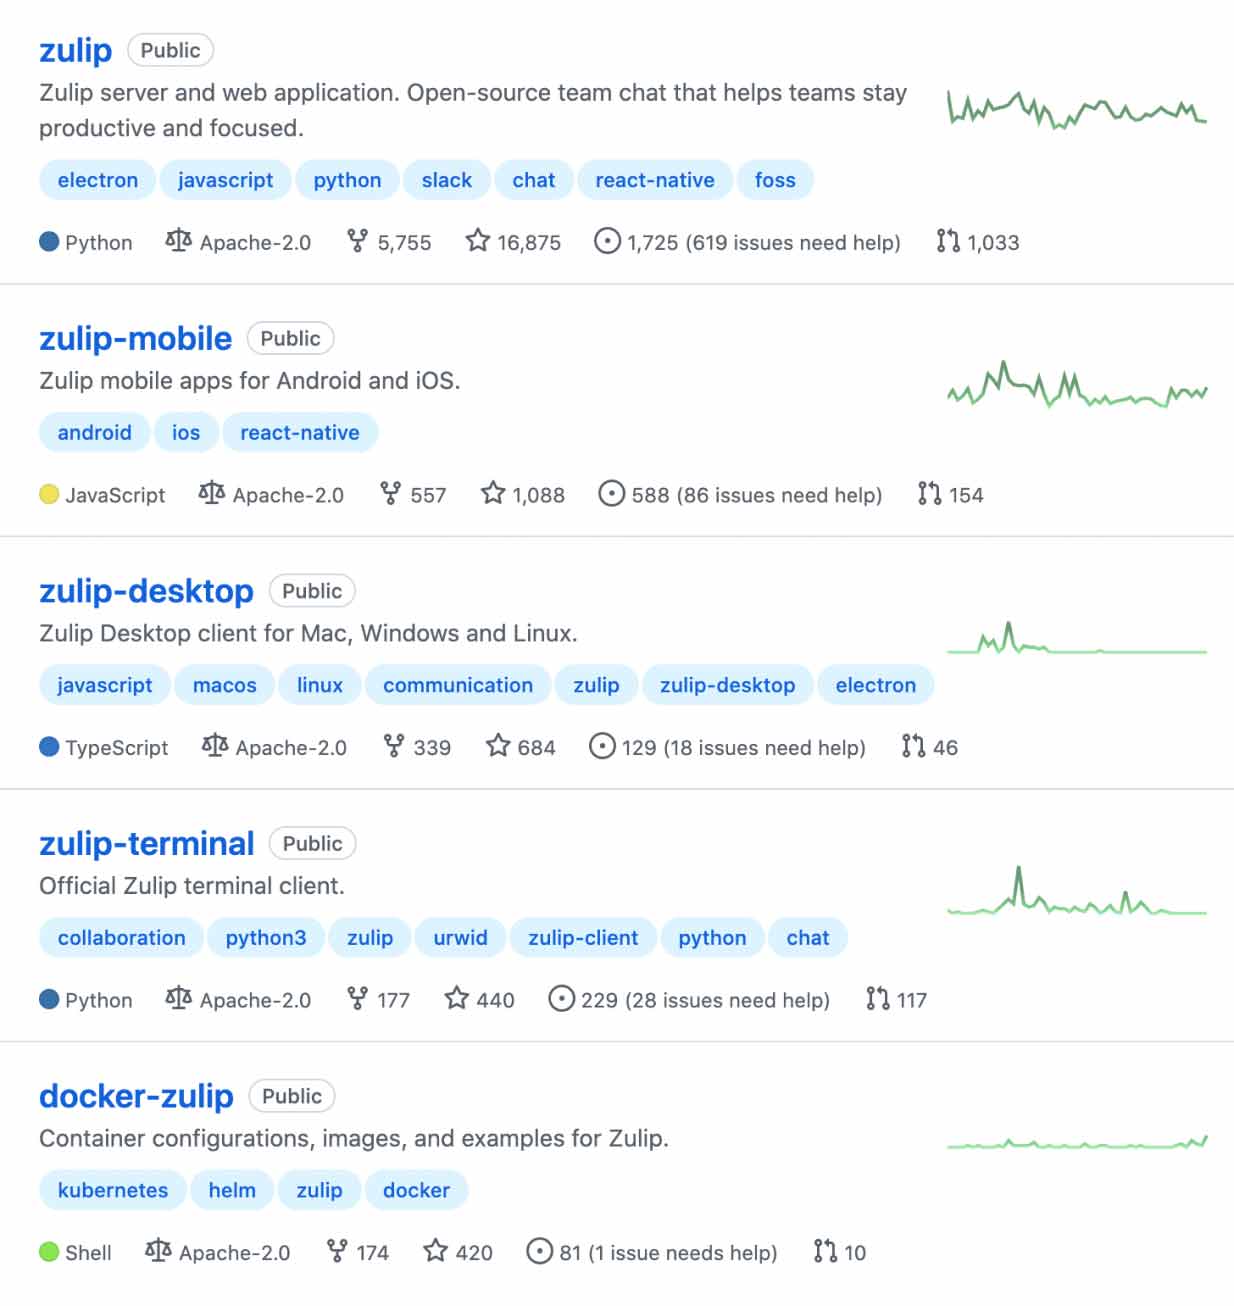 zulip Public
Zulip server and web application. Open-source team chat that helps teams stay
productive and focused.
electron javascript python slack chat react-native foss
Python Apache-2.0 5,755 16,875 1,725 (619 issues need help) 1,033
zulip-mobile Public
Zulip mobile apps for Android and iOS.
android ios react-native
JavaScript Apache-2.0 557 1,088 588 (86 issues need help) 154
zulip-desktop Public
Zulip Desktop client for Mac, Windows and Linux.
javascript macos linux communication zulip zulip-desktop electron
TypeScript Apache-2.0 339 684 129 (18 issues need help) 46
zulip-terminal Public
Official Zulip terminal client.
collaboration python3 zulip urwid zulip-client python chat
Python Apache-2.0 177 440 229 (28 issues need help) 117
docker-zulip Public
Container configurations, images, and examples for Zulip.
kubernetes helm zulip docker
Shell Apache-2.0 174 420 81 (1 issue needs help) 10